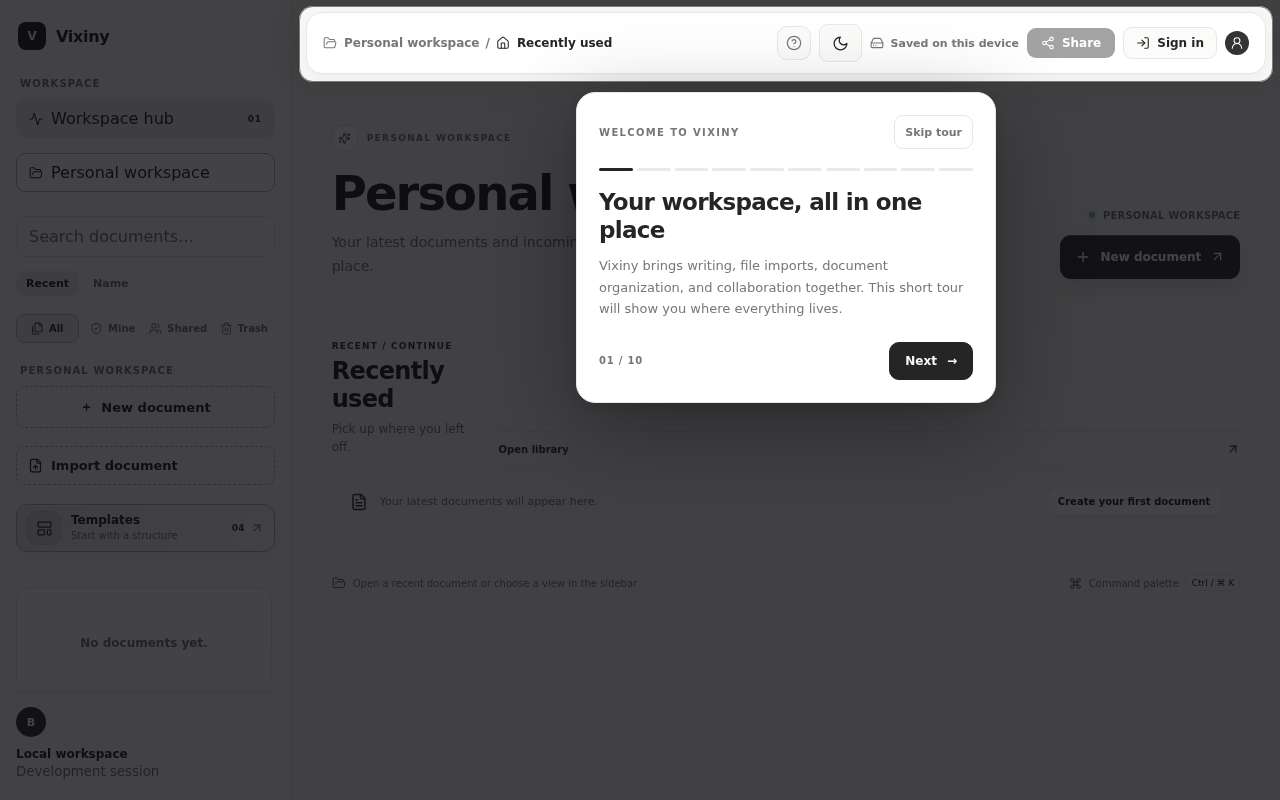 V Vixiny
WORKSPACE
Workspace hub 01
Personal workspace
Search documents...
Recent Name
All Mine Shared Trash
PERSONAL WORKSPACE
+ New document
Import document
Templates
Start with a structure
04
No documents yet.
B
Local workspace
Development session
Personal workspace / Recently used
Saved on this device
Share
Sign in
PERSONAL WORKSPACE
Personal
Your latest documents and
place.
PERSONAL WORKSPACE
+ New document
WELCOME TO VIXINY
Skip tour
Your workspace, all in one
place
Vixiny brings writing, file imports, document
organization, and collaboration together. This short tour
will show you where everything lives.
01 / 10
Next →
RECENT / CONTINUE
Recently
used
Pick up where you left
off.
Open library
Your latest documents will appear here.
Create your first document
Open a recent document or choose a view in the sidebar
⌘ Command palette Ctrl / ⌘ K